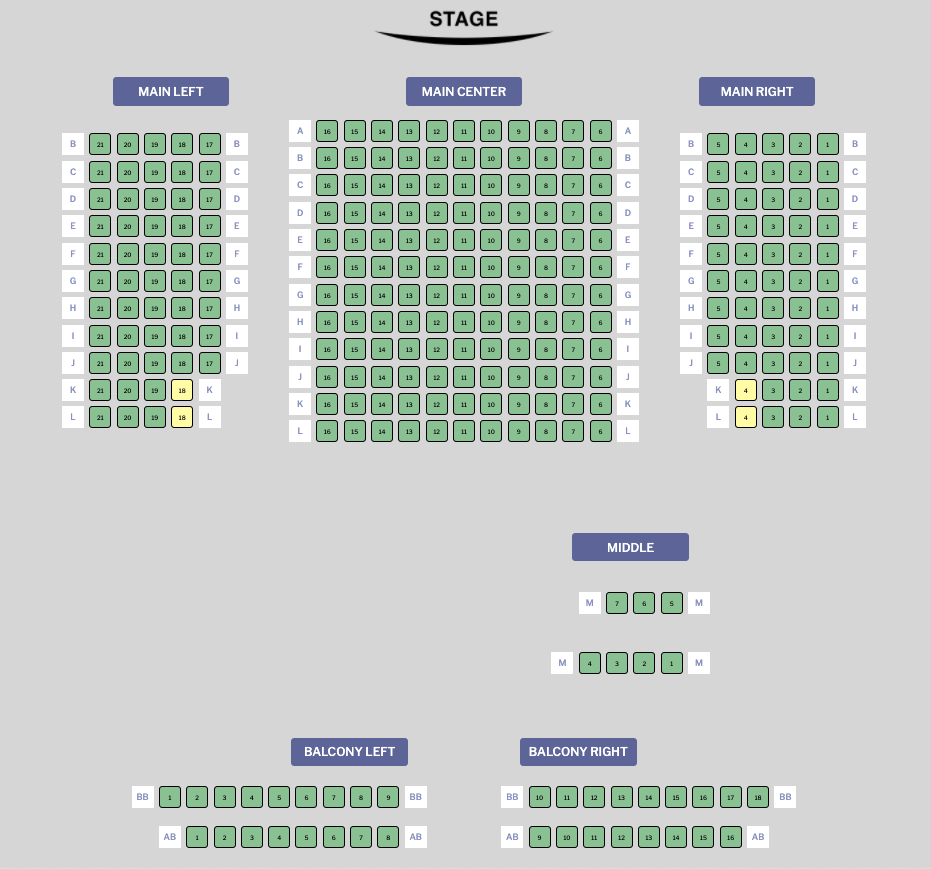 STAGE
MAIN LEFT MAIN CENTER MAIN RIGHT
A 16 15 14 13 12 11 10 9 8 7 6 A
B 21 20 19 18 17 B B 16 15 14 13 12 11 10 9 8 7 6 B B 5 4 3 2 1 B
C 21 20 19 18 17 C C 16 15 14 13 12 11 10 9 8 7 6 C C 5 4 3 2 1 C
D 21 20 19 18 17 D D 16 15 14 13 12 11 10 9 8 7 6 D D 5 4 3 2 1 D
E 21 20 19 18 17 E E 16 15 14 13 12 11 10 9 8 7 6 E E 5 4 3 2 1 E
F 21 20 19 18 17 F F 16 15 14 13 12 11 10 9 8 7 6 F F 5 4 3 2 1 F
G 21 20 19 18 17 G G 16 15 14 13 12 11 10 9 8 7 6 G G 5 4 3 2 1 G
H 21 20 19 18 17 H H 16 15 14 13 12 11 10 9 8 7 6 H H 5 4 3 2 1 H
I 21 20 19 18 17 I I 16 15 14 13 12 11 10 9 8 7 6 I I 5 4 3 2 1 I
J 21 20 19 18 17 J J 16 15 14 13 12 11 10 9 8 7 6 J J 5 4 3 2 1 J
K 21 20 19 18 K K 16 15 14 13 12 11 10 9 8 7 6 K K 4 3 2 1 K
L 21 20 19 18 L L 16 15 14 13 12 11 10 9 8 7 6 L L 4 3 2 1 L
MIDDLE
M 7 6 5 M
M 4 3 2 1 M
BALCONY LEFT BALCONY RIGHT
BB 1 2 3 4 5 6 7 8 9 BB BB 10 11 12 13 14 15 16 17 18 BB
AB 1 2 3 4 5 6 7 8 AB AB 9 10 11 12 13 14 15 16 AB